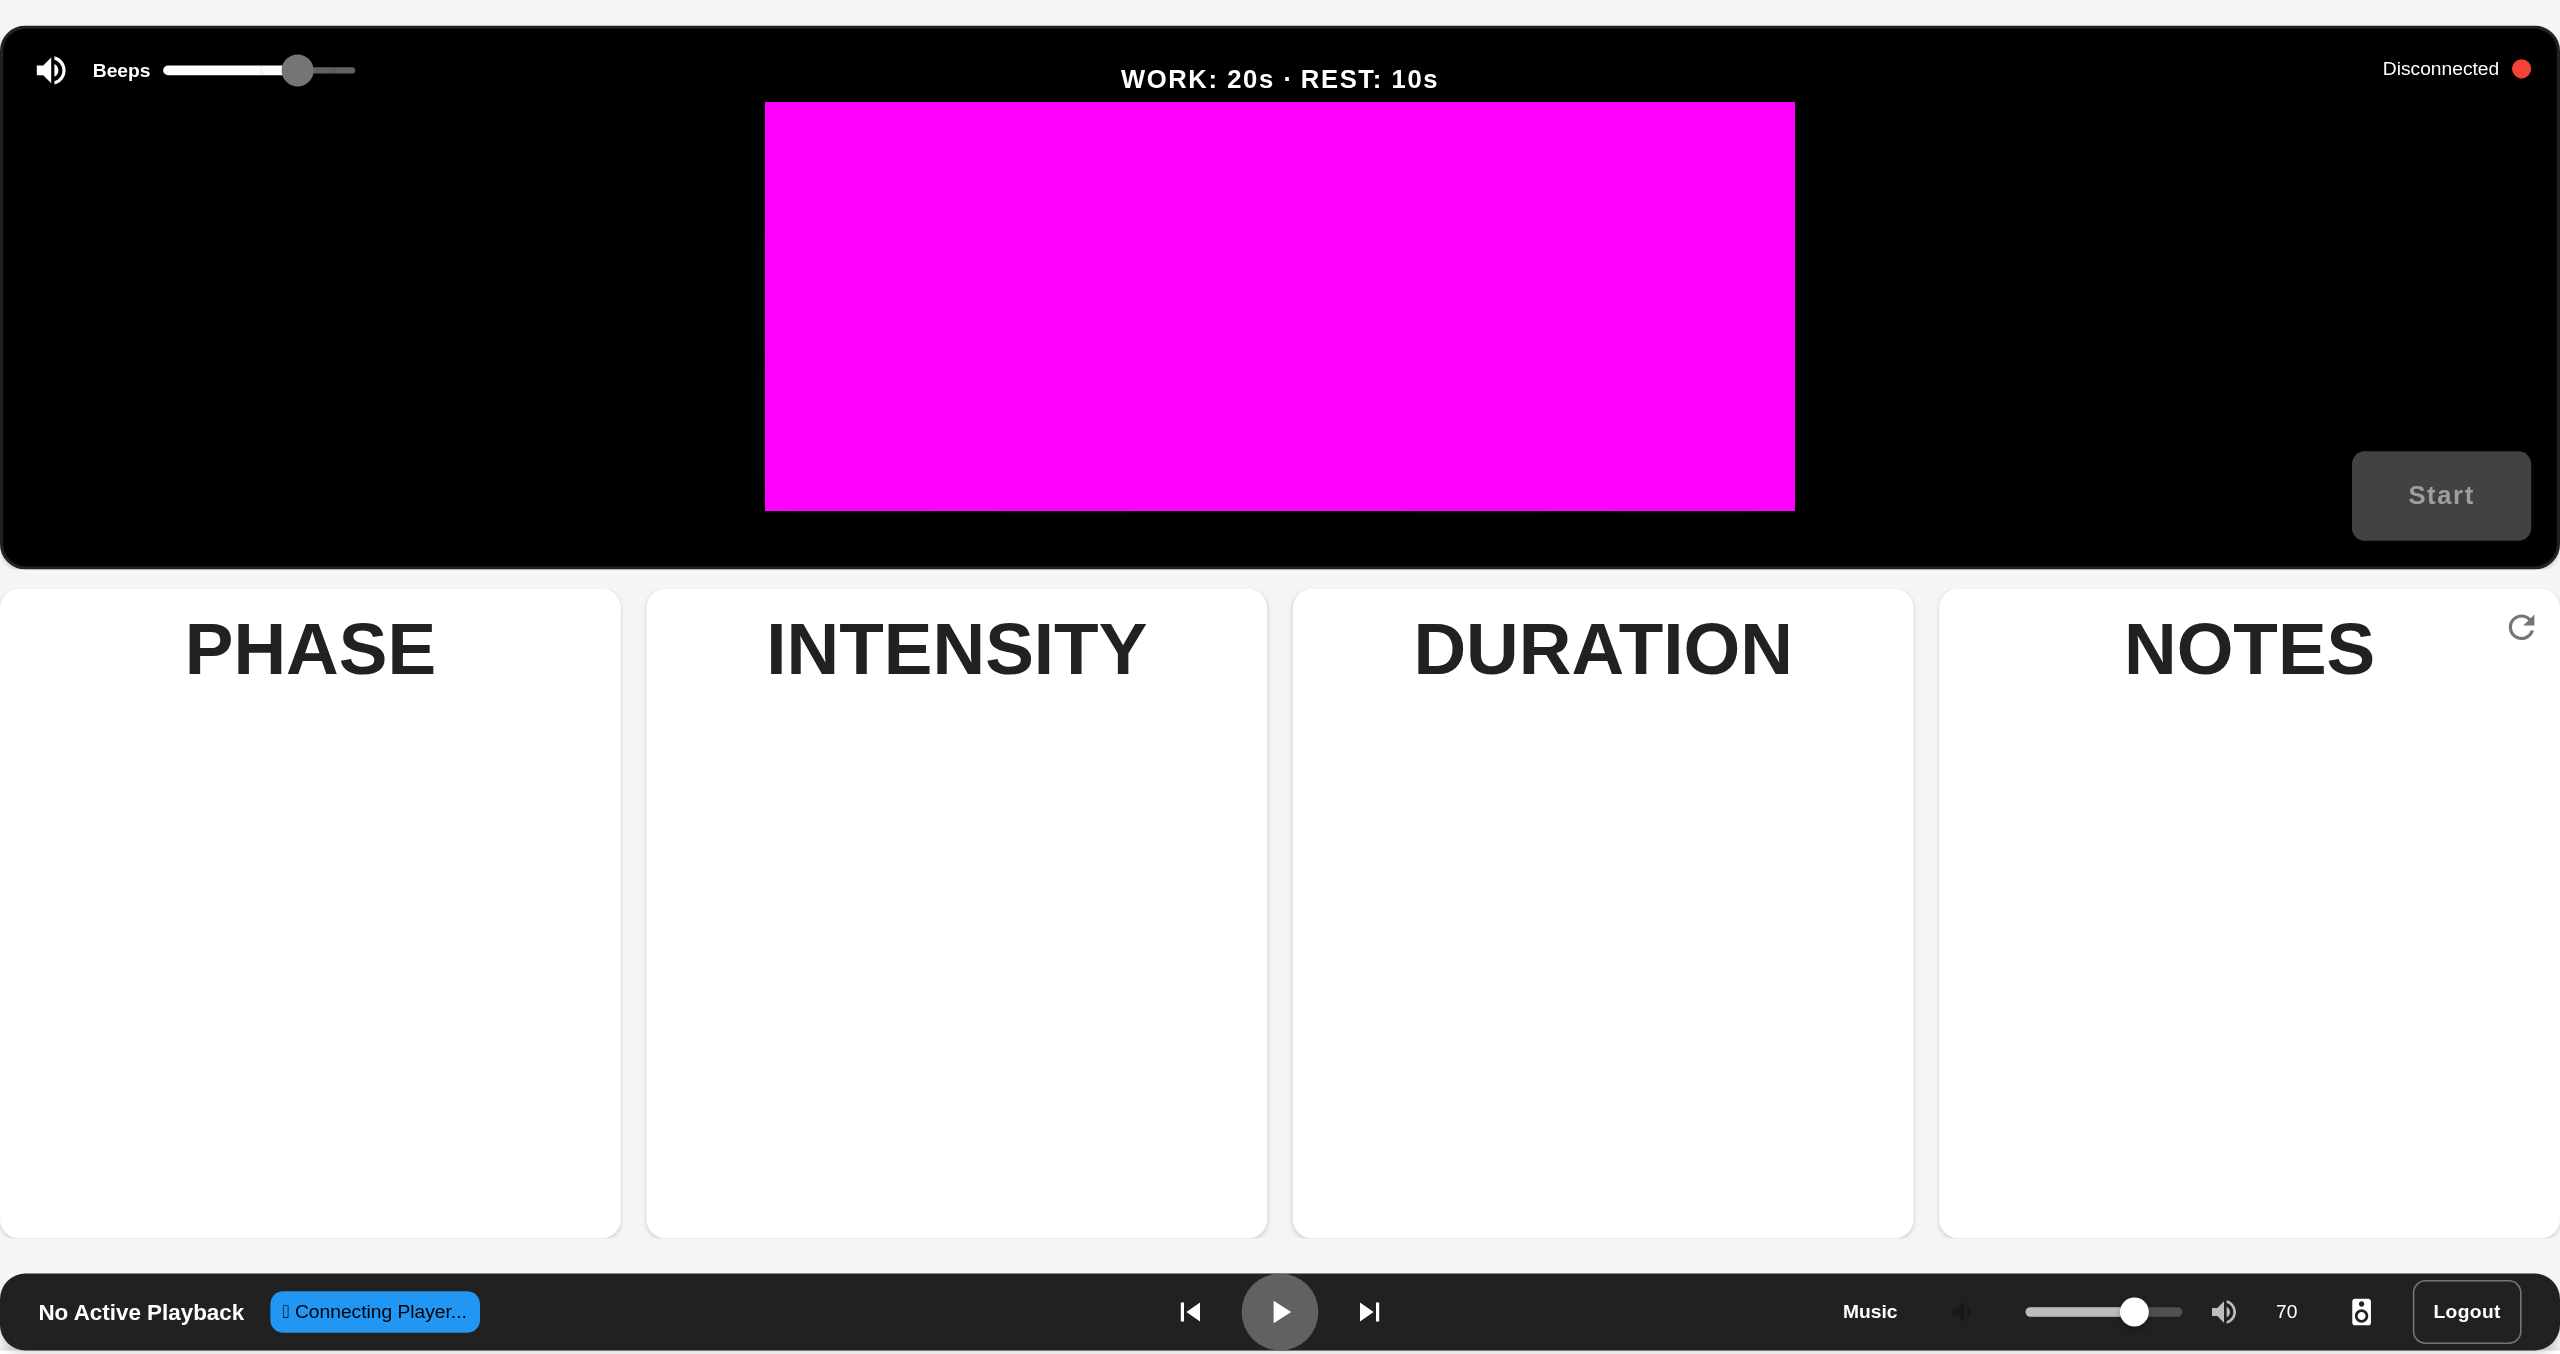 Beeps
WORK: 20s · REST: 10s
Disconnected
Start
PHASE
INTENSITY
DURATION
NOTES
No Active Playback
Connecting Player...
Music
70
Logout